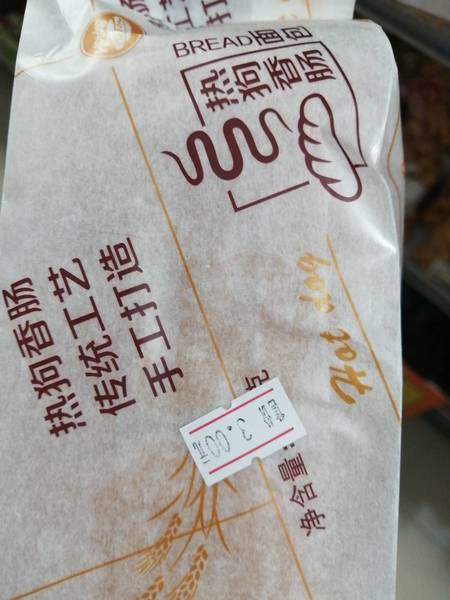 BREAD面包
热狗香肠
热狗香肠
传统工艺
手工打造
Hot dog
3.00
净含量:
克